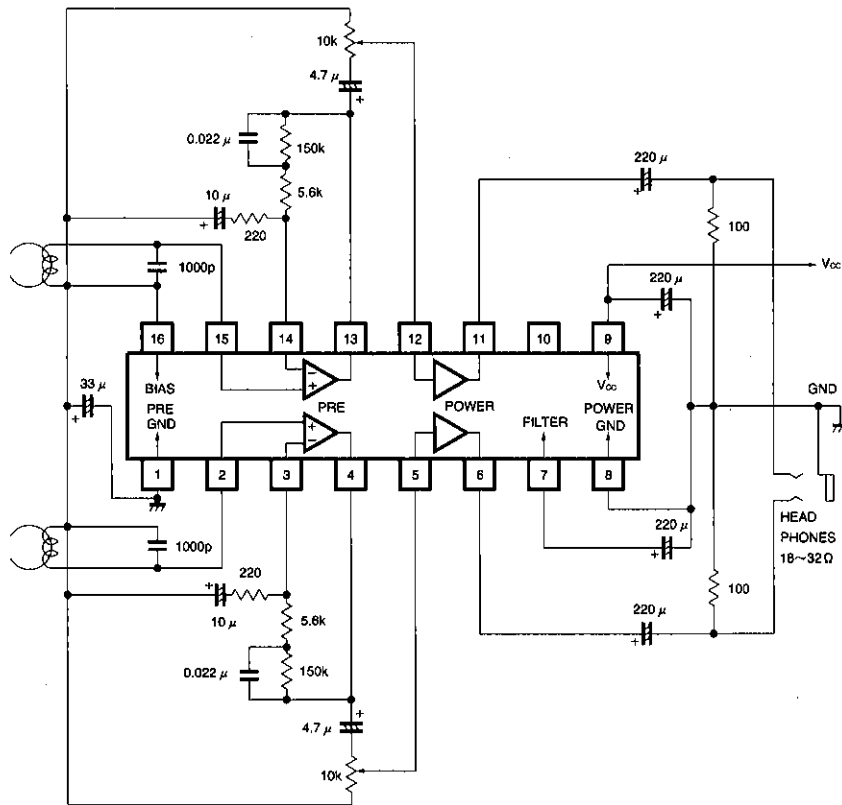 10k
4.7 μ
+
0.022 μ
150k
5.6k
10 μ
+
220
1000p
220 μ
+
100
Vcc
220 μ
+
16
15
14
13
12
11
10
9
BIAS
PRE
GND
−
+
PRE
POWER
Vcc
FILTER
POWER
GND
+
−
33 μ
+
GND
1
2
3
4
5
6
7
8
1000p
220
+
10 μ
5.6k
0.022 μ
150k
+
4.7 μ
10k
220 μ
+
220 μ
+
100
HEAD
PHONES
16~32Ω